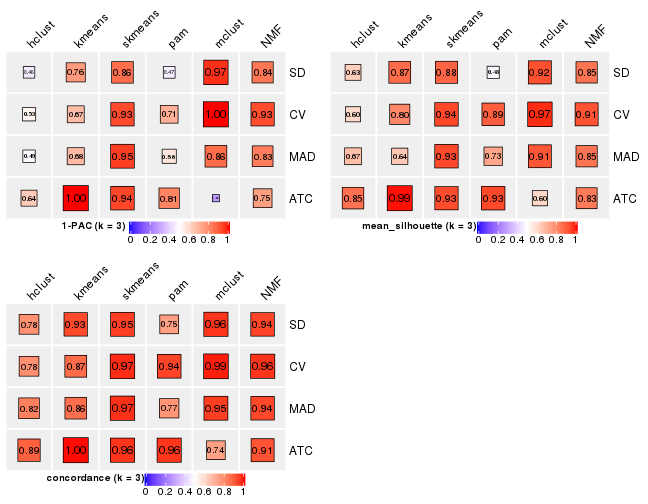 hclust kmeans skmeans pam mclust NMF
0.46 0.76 0.86 0.47 0.97 0.84 SD
0.53 0.67 0.93 0.71 1.00 0.93 CV
0.49 0.68 0.95 0.56 0.86 0.83 MAD
0.64 1.00 0.94 0.81 0.75 ATC
1-PAC (k = 3)
0 0.2 0.4 0.6 0.8 1
hclust kmeans skmeans pam mclust NMF
0.63 0.87 0.88 0.48 0.92 0.85 SD
0.60 0.80 0.94 0.89 0.97 0.91 CV
0.67 0.64 0.93 0.73 0.91 0.85 MAD
0.85 0.99 0.93 0.93 0.60 0.83 ATC
mean_silhouette (k = 3)
0 0.2 0.4 0.6 0.8 1
hclust kmeans skmeans pam mclust NMF
0.78 0.93 0.95 0.75 0.96 0.94 SD
0.78 0.87 0.97 0.94 0.99 0.96 CV
0.82 0.86 0.97 0.77 0.95 0.94 MAD
0.89 1.00 0.96 0.96 0.74 0.91 ATC
concordance (k = 3)
0 0.2 0.4 0.6 0.8 1